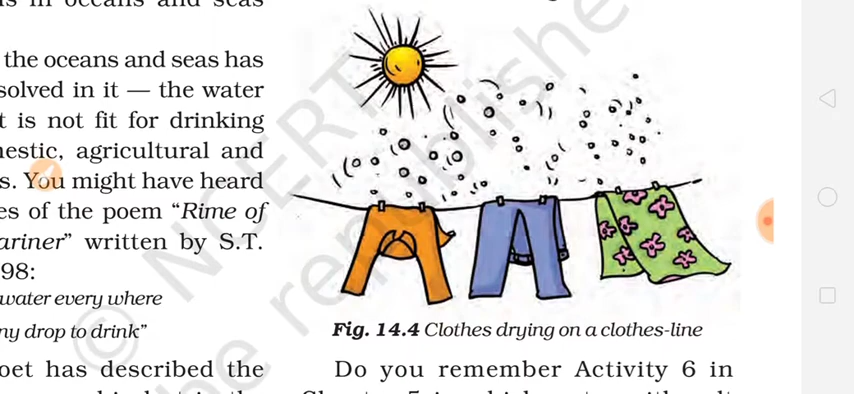 the oceans and seas has
solved in it — the water
t is not fit for drinking
nestic, agricultural and
s. You might have heard
es of the poem “Rime of
ariner” written by S.T.
98:
water every where
ny drop to drink”
oet has described the
Fig. 14.4 Clothes drying on a clothes-line
Do you remember Activity 6 in
© NCERT